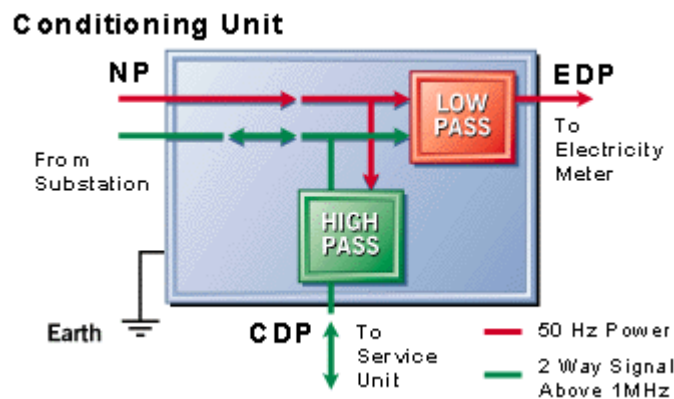 Conditioning Unit
NP
EDP
LOW
PASS
From
Substation
To
Electricity
Meter
HIGH
PASS
Earth
CDP
To
Service
Unit
50 Hz Power
2 Way Signal
Above 1MHz